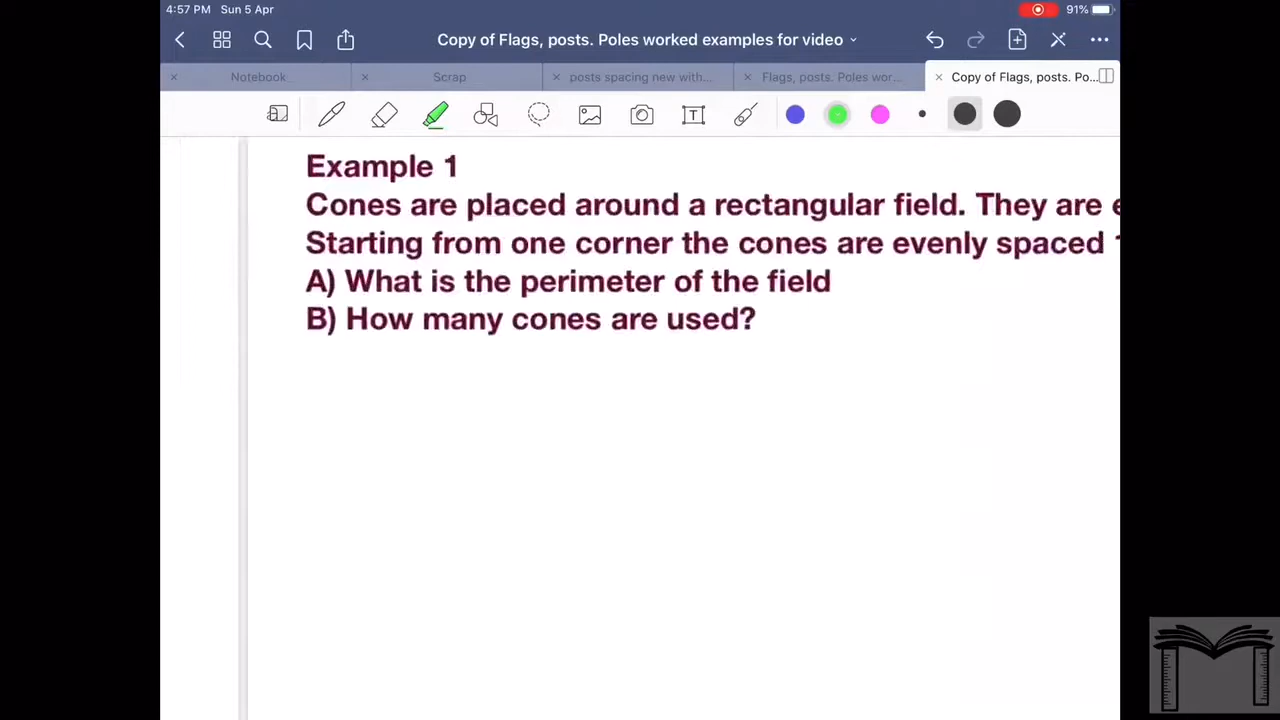 4:57 PM Sun 5 Apr 91%
Copy of Flags, posts. Poles worked examples for video
Notebook Scrap posts spacing new with... Flags, posts. Poles wor... Copy of Flags, posts. Po...
T
Example 1
Cones are placed around a rectangular field. They are
Starting from one corner the cones are evenly spaced
A) What is the perimeter of the field
B) How many cones are used?